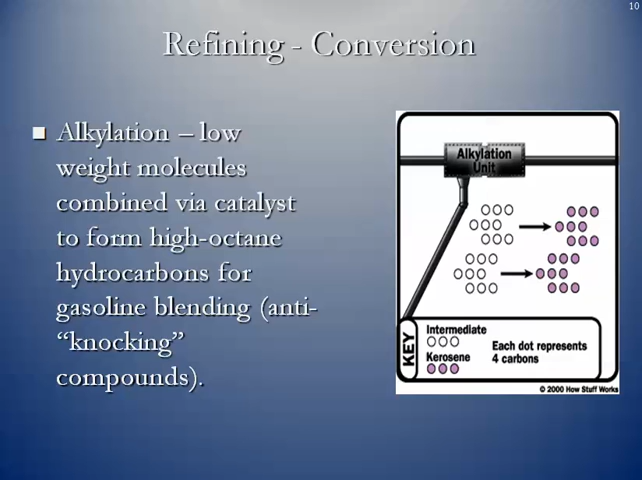 10
Refining - Conversion
Alkylation – low
weight molecules
combined via catalyst
to form high-octane
hydrocarbons for
gasoline blending (anti-
“knocking”
compounds).
Alkylation
Unit
KEY
Intermediate
Kerosene
Each dot represents
4 carbons
© 2000 How Stuff Works